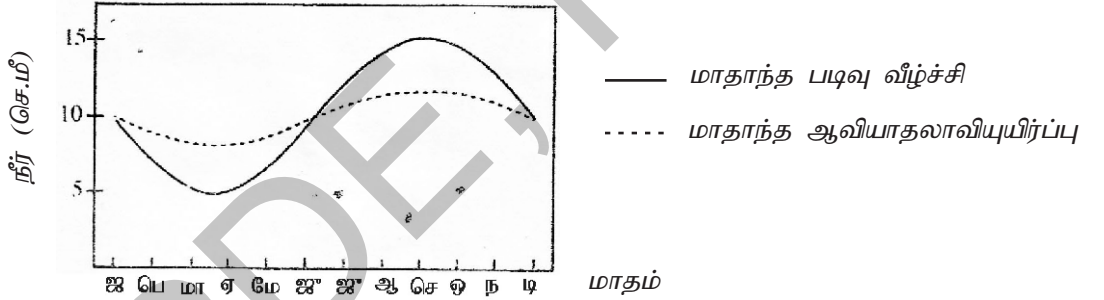 நீர் (செ.மீ)
15
10
5
ஜ பெ மா ஏ மே ஜு ஜு ஆ செ ஒ ந டி
மாதம்
மாதாந்த படிவு வீழ்ச்சி
மாதாந்த ஆவியாதலாவியுயிர்ப்பு